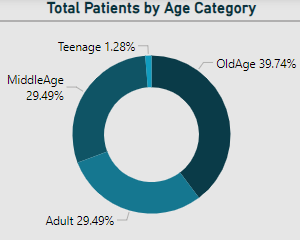 Total Patients by Age Category
Teenage 1.28%
OldAge 39.74%
MiddleAge
29.49%
Adult 29.49%